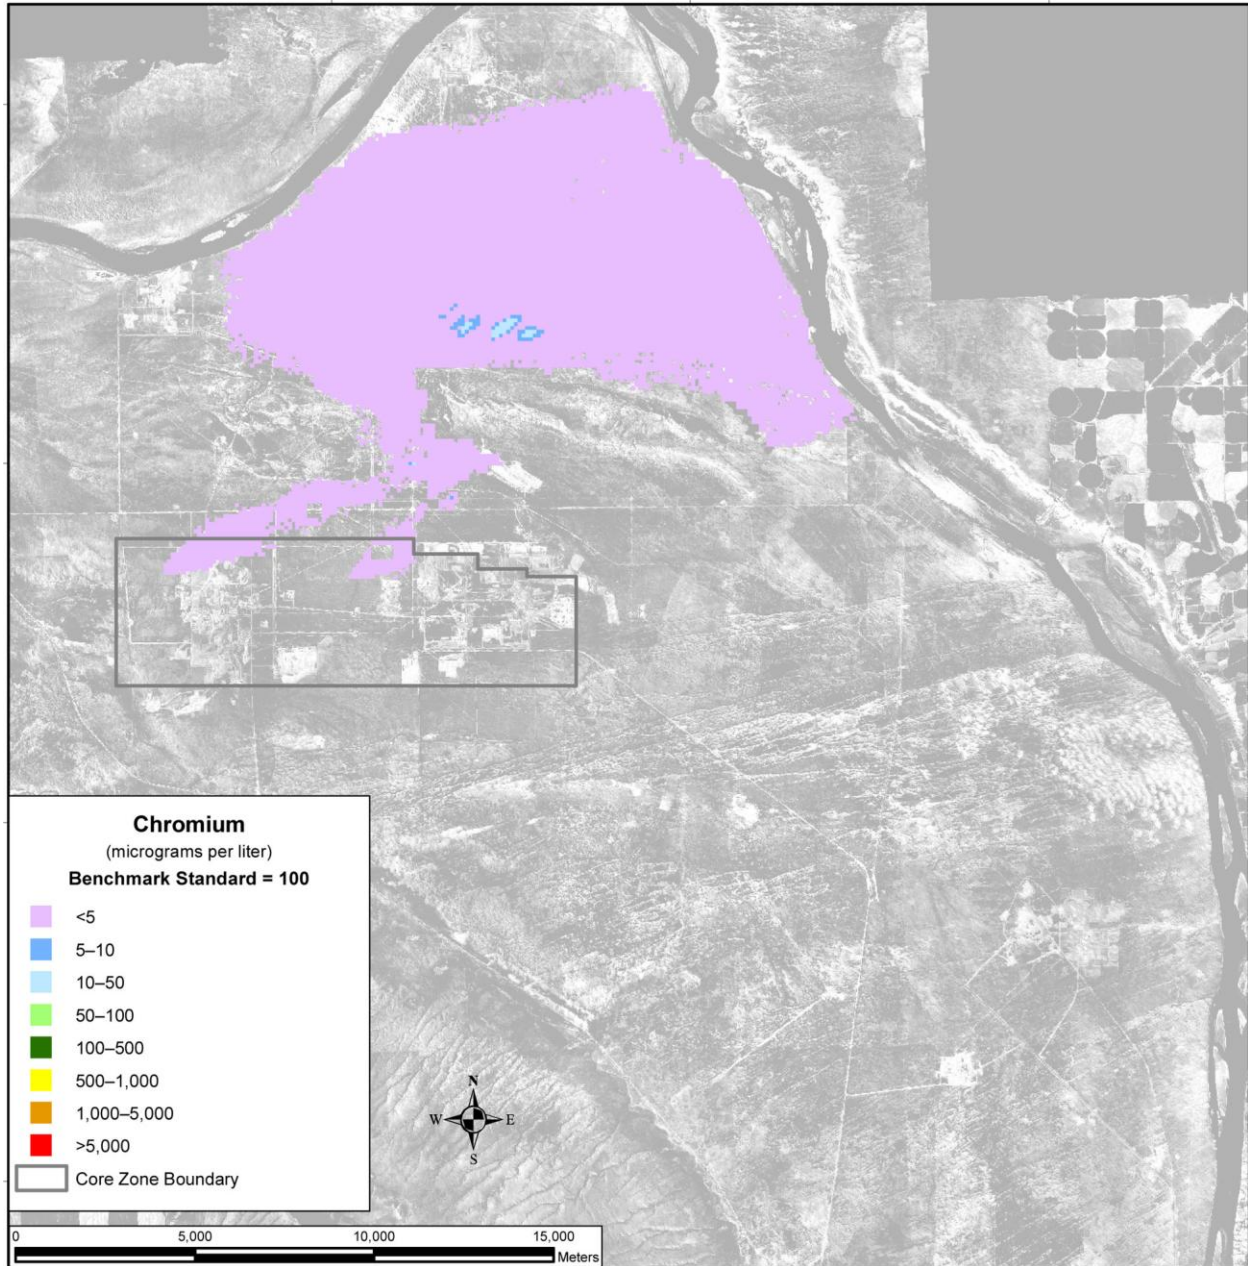 Chromium
(micrograms per liter)
Benchmark Standard = 100
<5
5–10
10–50
50–100
100–500
500–1,000
1,000–5,000
>5,000
Core Zone Boundary
N
W E
S
0 5,000 10,000 15,000
Meters